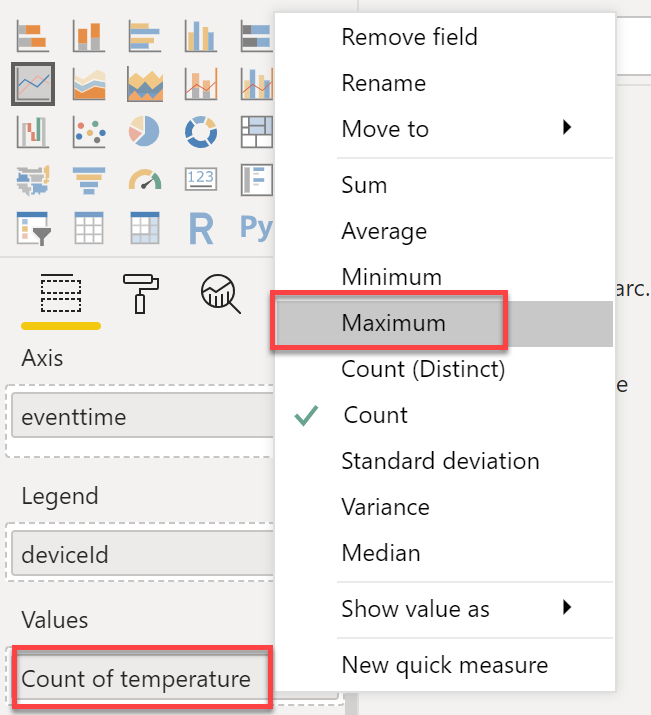 123
R
Py
Axis
eventtime
Legend
deviceId
Values
Count of temperature
Remove field
Rename
Move to
Sum
Average
Minimum
Maximum
Count (Distinct)
Count
Standard deviation
Variance
Median
Show value as
New quick measure
arc.
e